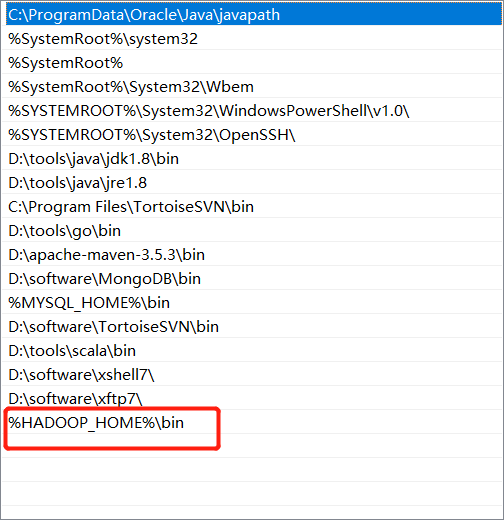 C:\ProgramData\Oracle\Java\javapath
%SystemRoot%\system32
%SystemRoot%
%SystemRoot%\System32\Wbem
%SYSTEMROOT%\System32\WindowsPowerShell\v1.0\
%SYSTEMROOT%\System32\OpenSSH\
D:\tools\java\jdk1.8\bin
D:\tools\java\jre1.8
C:\Program Files\TortoiseSVN\bin
D:\tools\go\bin
D:\apache-maven-3.5.3\bin
D:\software\MongoDB\bin
%MYSQL_HOME%\bin
D:\software\TortoiseSVN\bin
D:\tools\scala\bin
D:\software\xshell7\
D:\software\xftp7\
%HADOOP_HOME%\bin